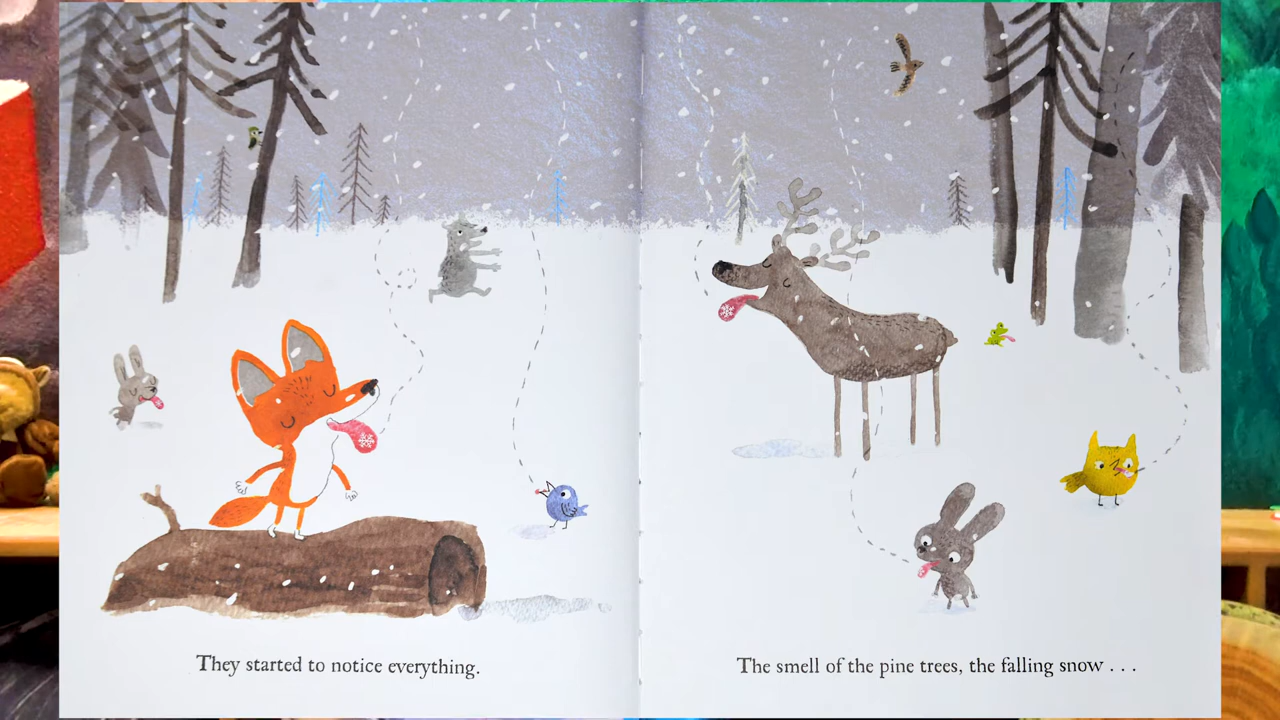 They started to notice everything.
The smell of the pine trees, the falling snow . . .